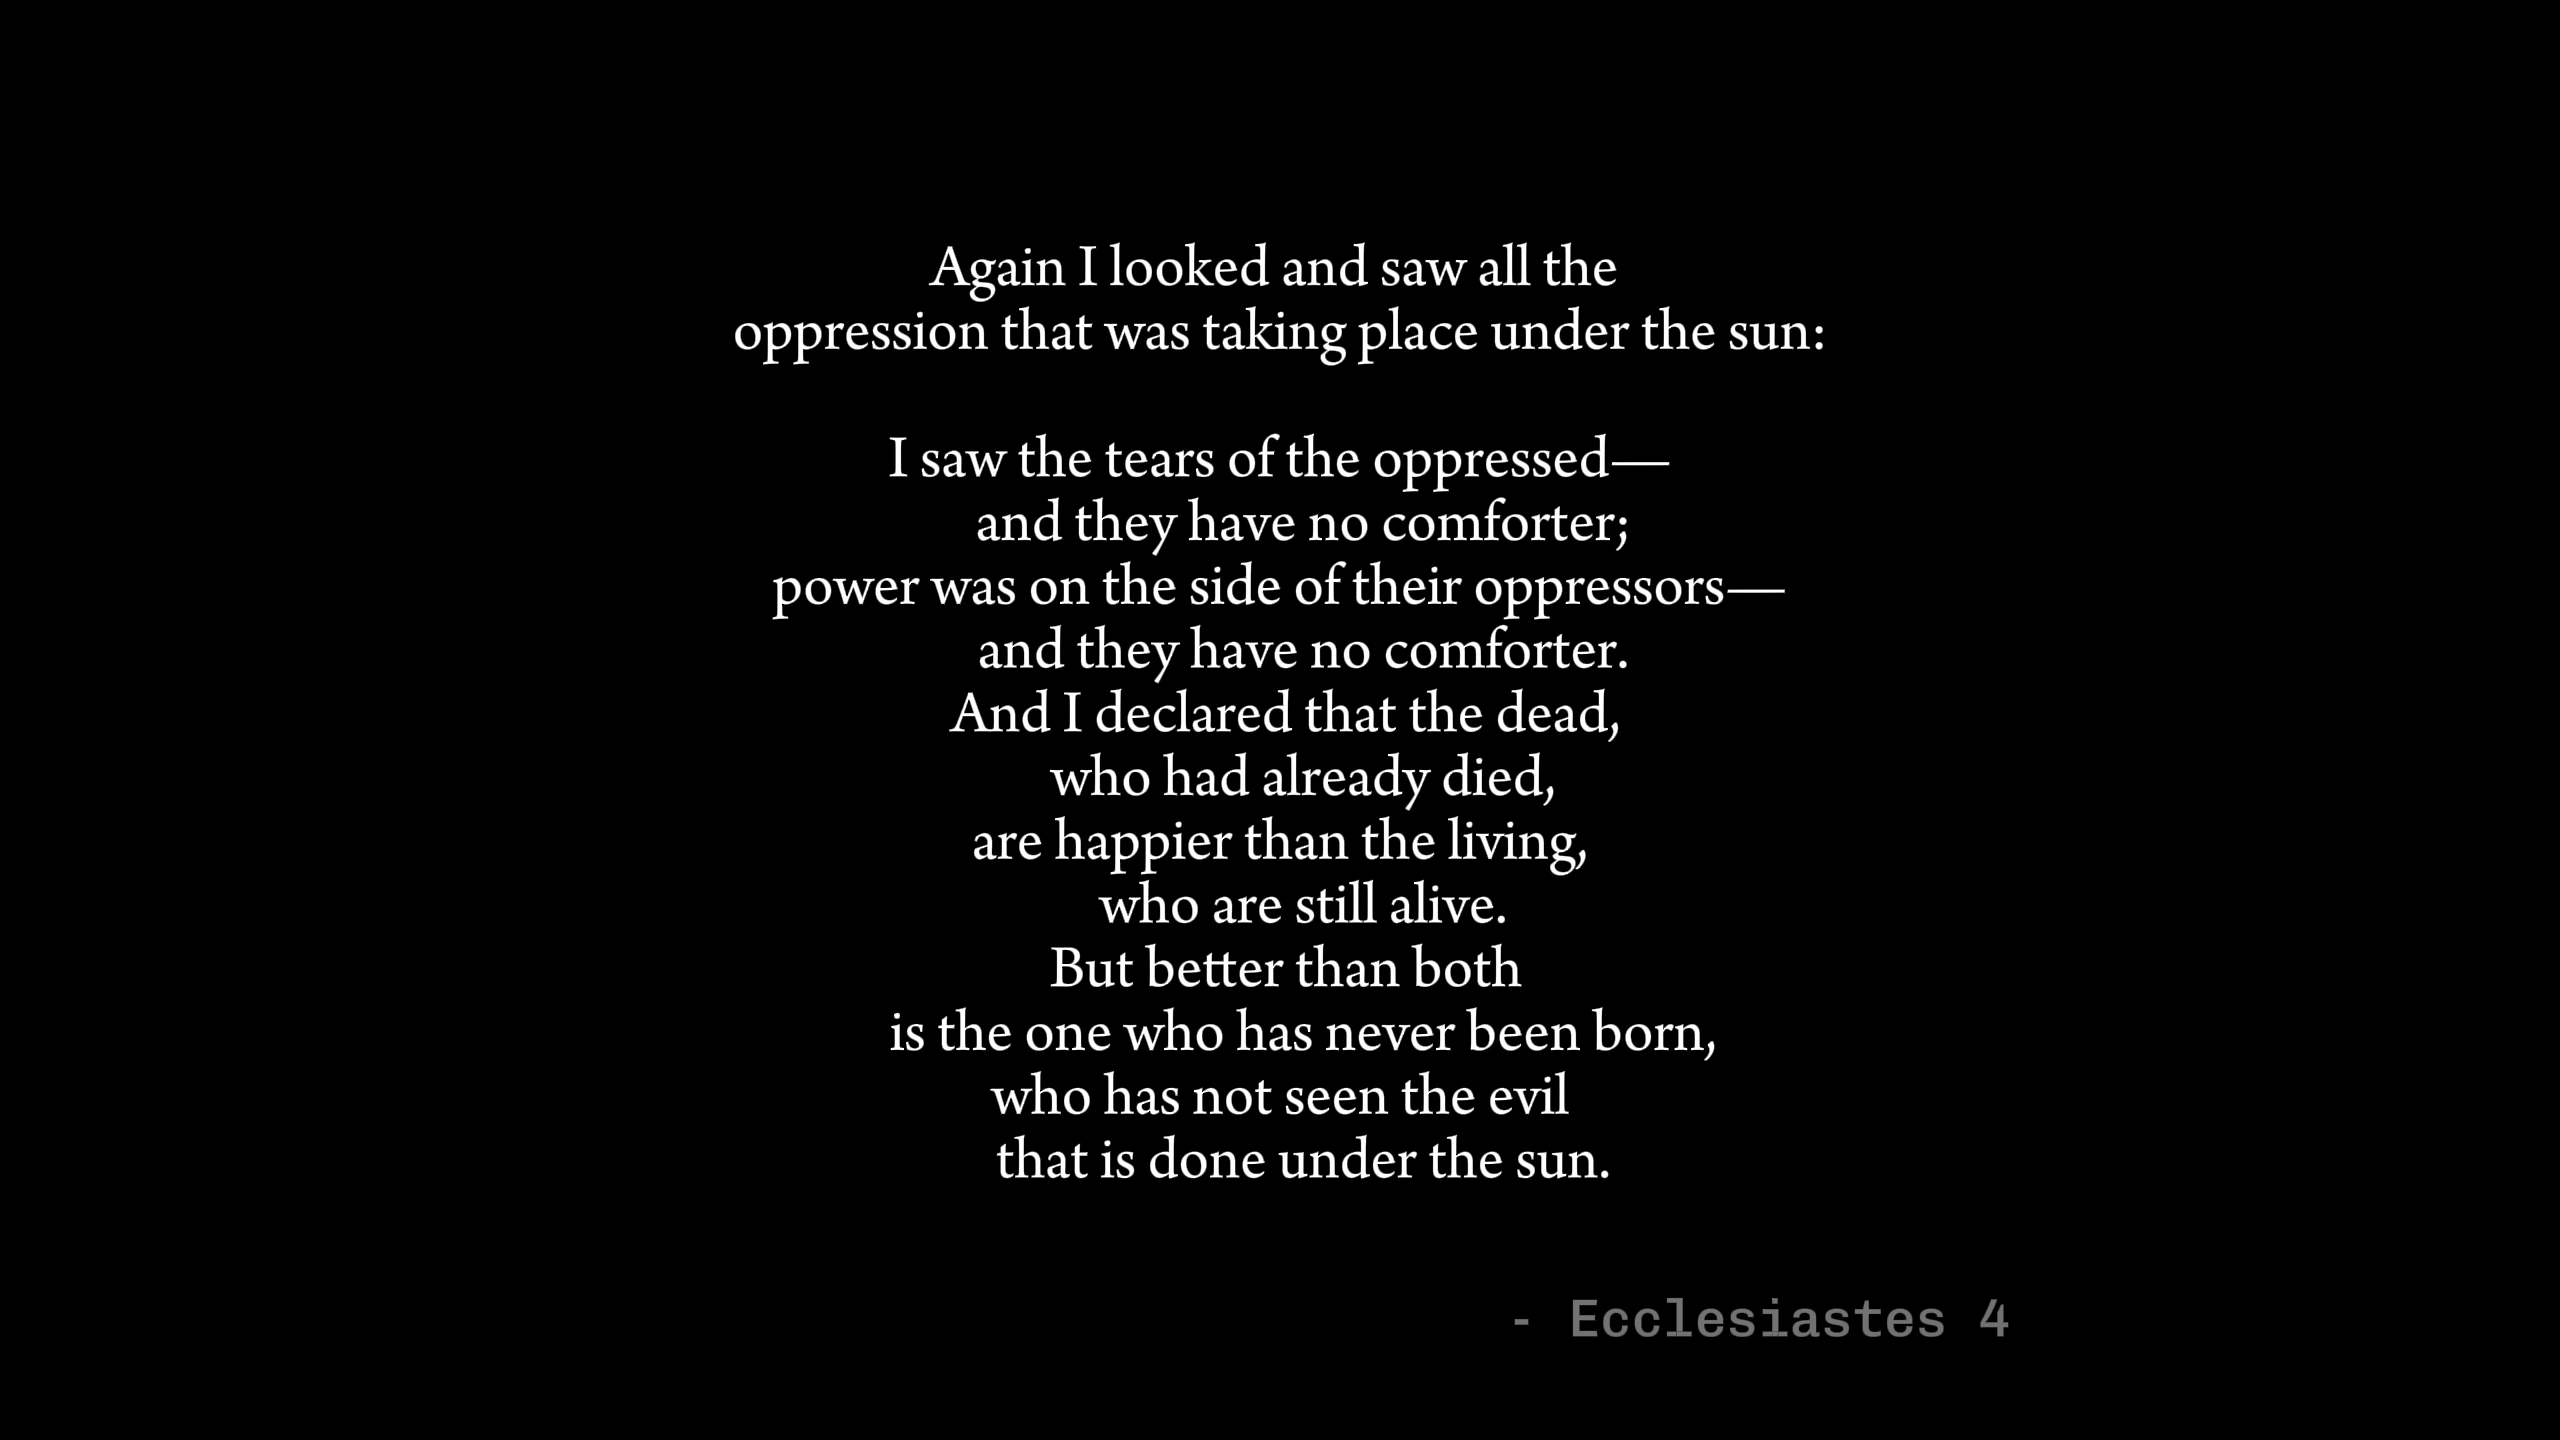 Again I looked and saw all the
oppression that was taking place under the sun:
I saw the tears of the oppressed—
and they have no comforter;
power was on the side of their oppressors—
and they have no comforter.
And I declared that the dead,
who had already died,
are happier than the living,
who are still alive.
But better than both
is the one who has never been born,
who has not seen the evil
that is done under the sun.
- Ecclesiastes 4